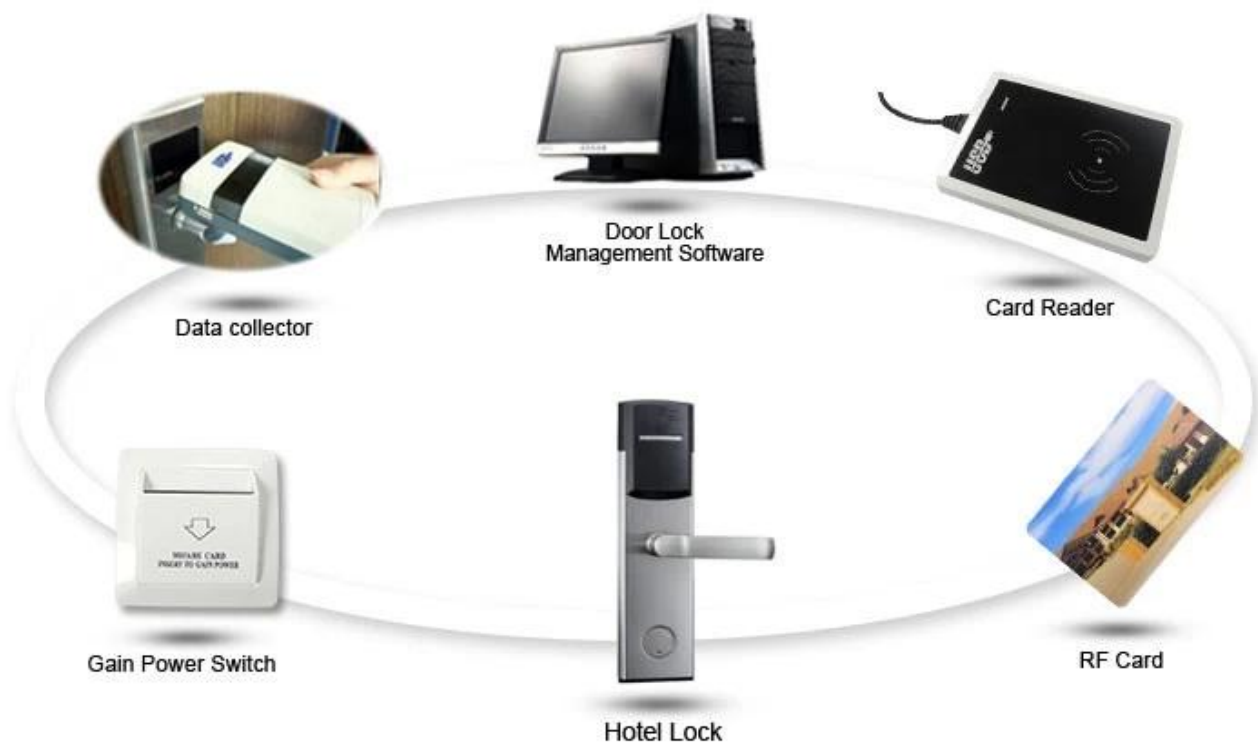 Door Lock
Management Software
Card Reader
Data collector
MIFARE CARD
INSERT TO GAIN POWER
Gain Power Switch
RF Card
Hotel Lock